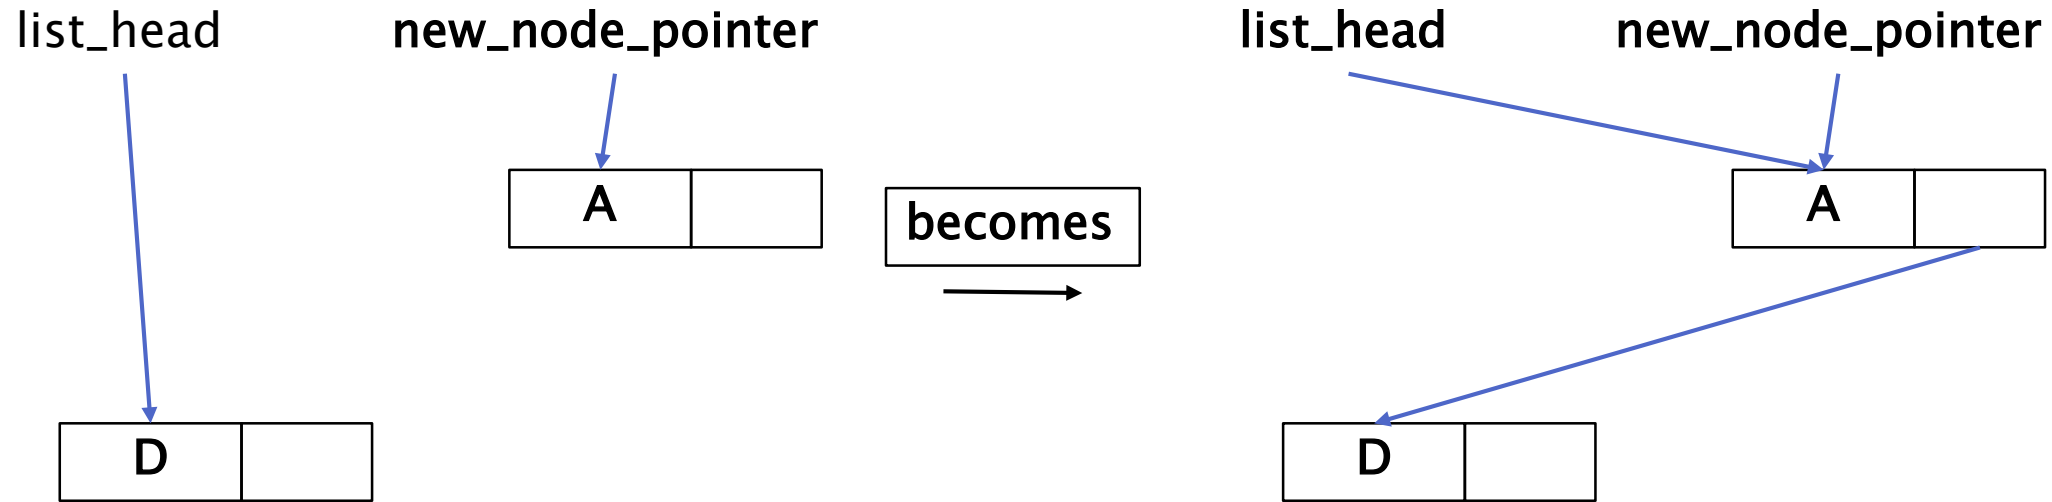 list_head new_node_pointer list_head new_node_pointer
A becomes A
D D